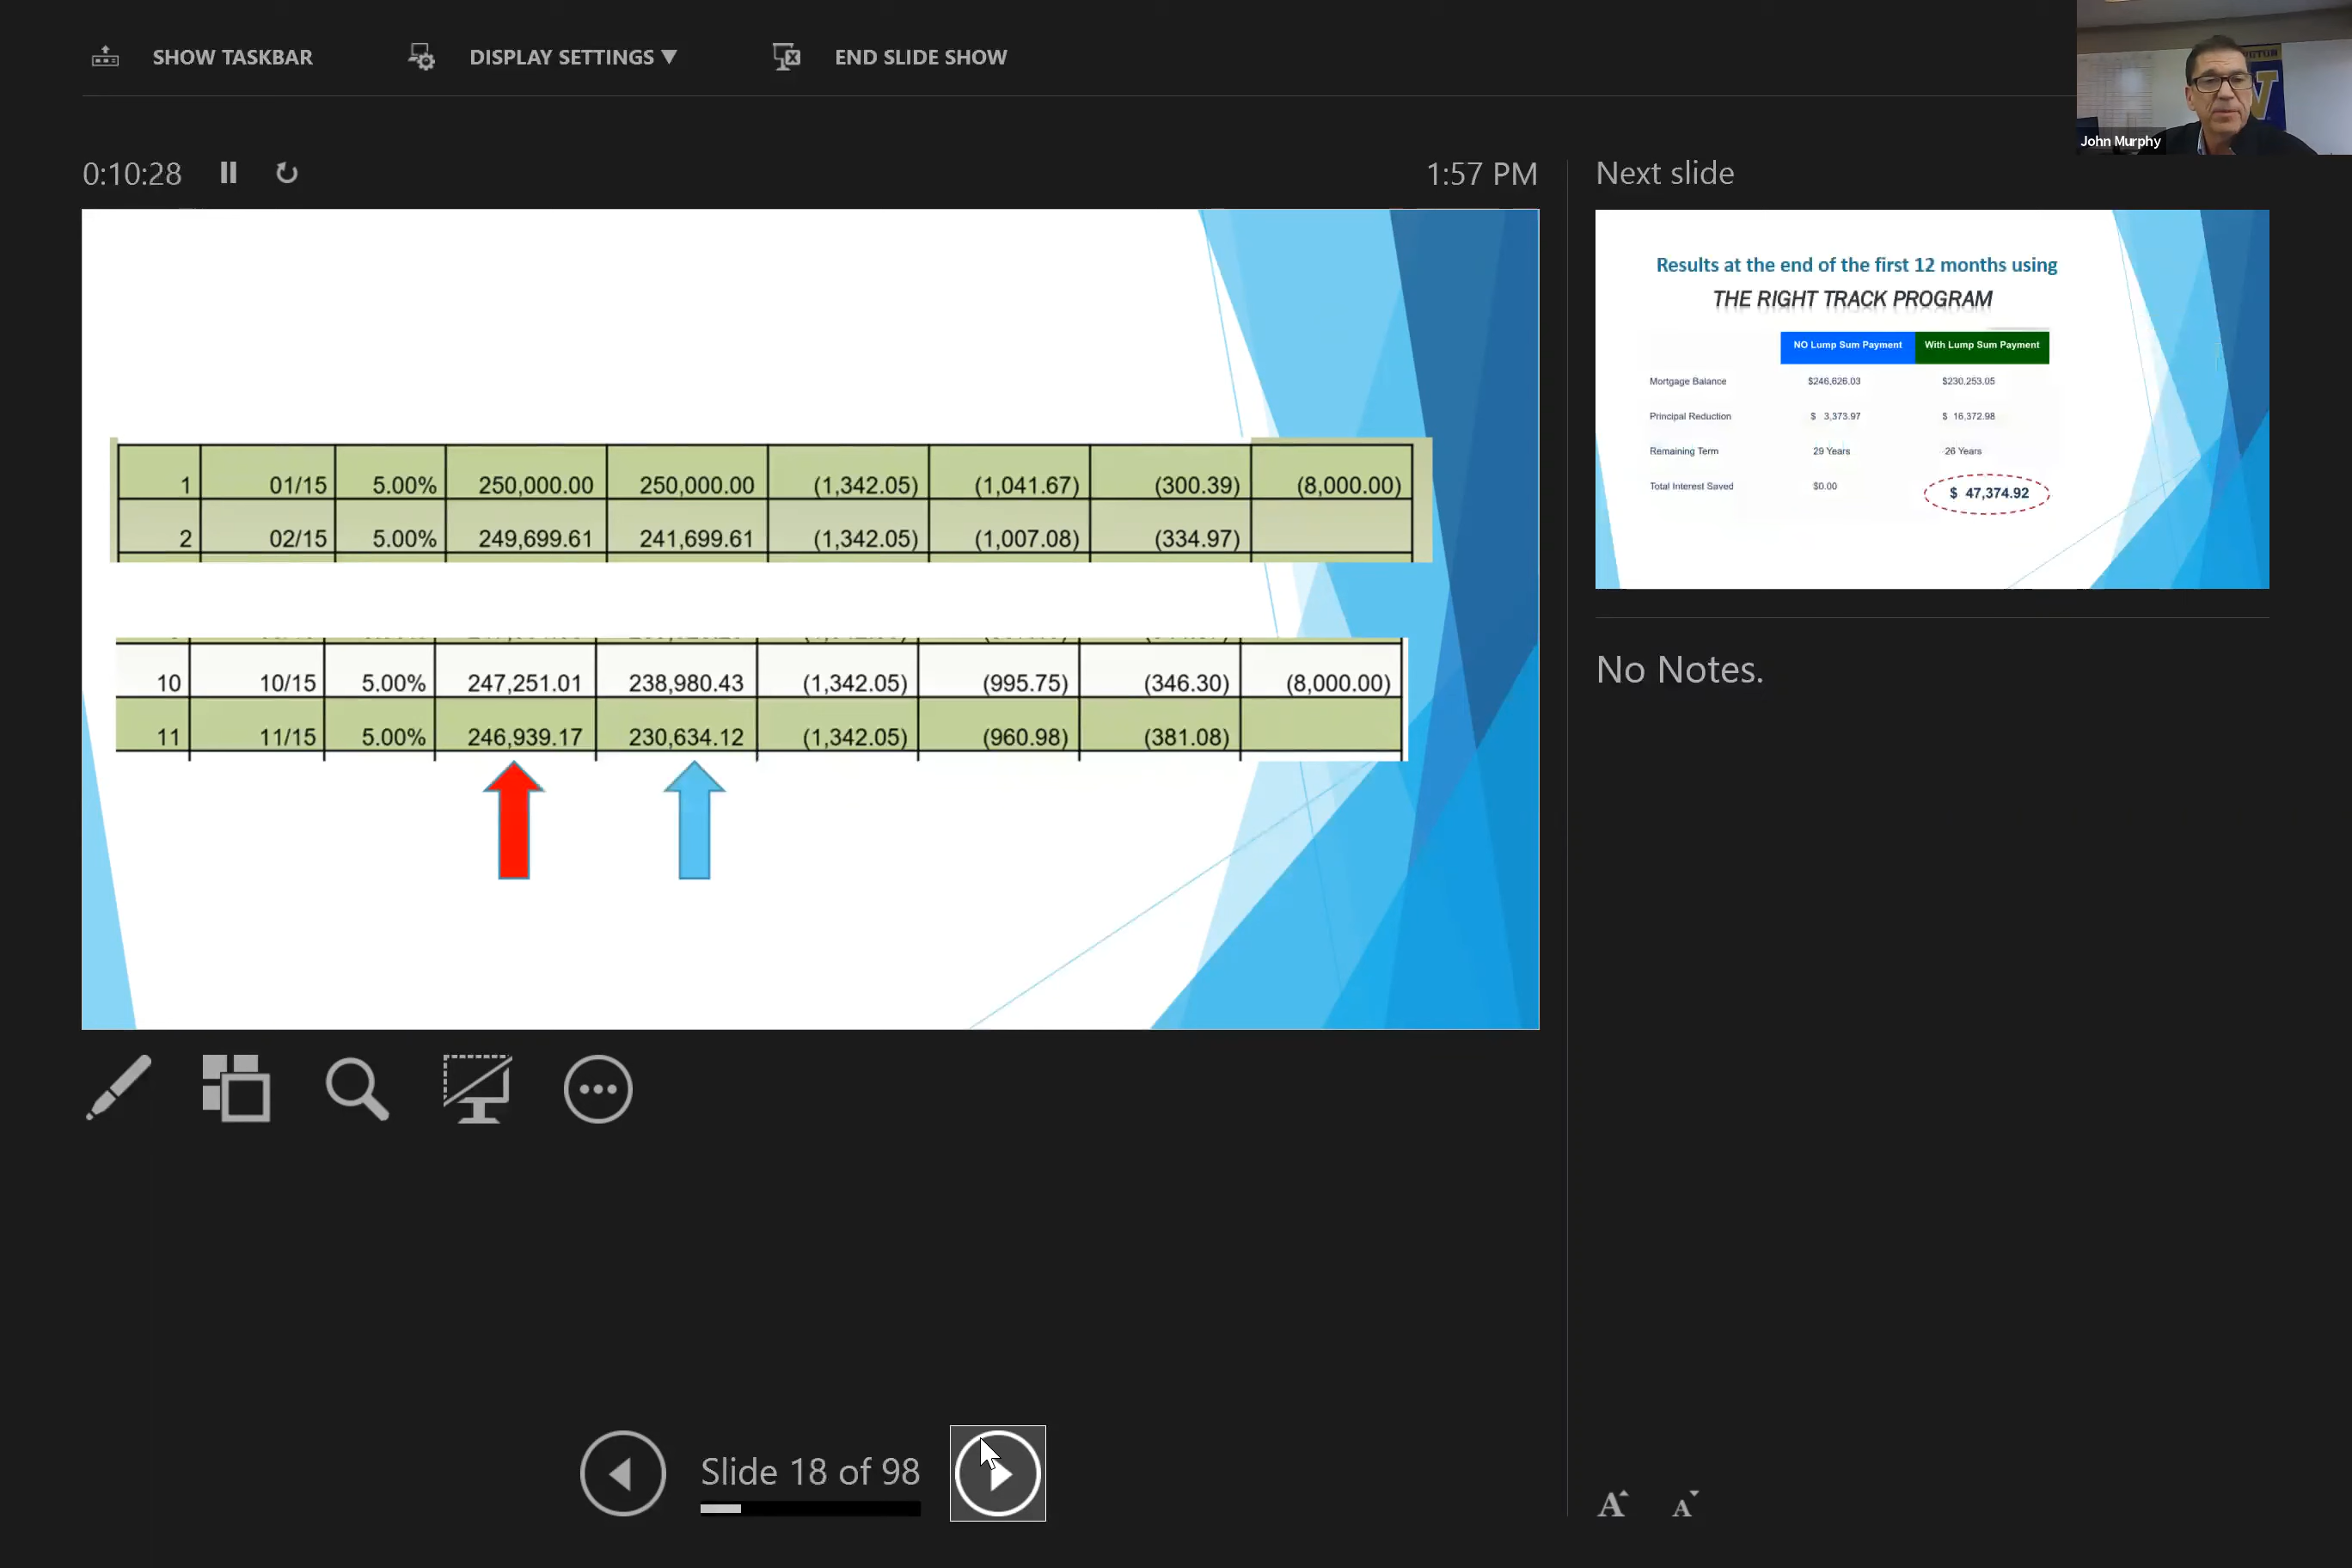 SHOW TASKBAR DISPLAY SETTINGS ▼ END SLIDE SHOW
John Murphy
0:10:28 1:57 PM
Next slide
1 01/15 5.00% 250,000.00 250,000.00 (1,342.05) (1,041.67) (300.39) (8,000.00)
2 02/15 5.00% 249,699.61 241,699.61 (1,342.05) (1,007.08) (334.97)
10 10/15 5.00% 247,251.01 238,980.43 (1,342.05) (995.75) (346.30) (8,000.00)
11 11/15 5.00% 246,939.17 230,634.12 (1,342.05) (960.98) (381.08)
Results at the end of the first 12 months using
THE RIGHT TRACK PROGRAM
NO Lump Sum Payment With Lump Sum Payment
Mortgage Balance $246,626.03 $230,253.05
Principal Reduction $ 3,373.97 $ 16,372.98
Remaining Term 29 Years 26 Years
Total Interest Saved $0.00 $ 47,374.92
No Notes.
Slide 18 of 98
A A